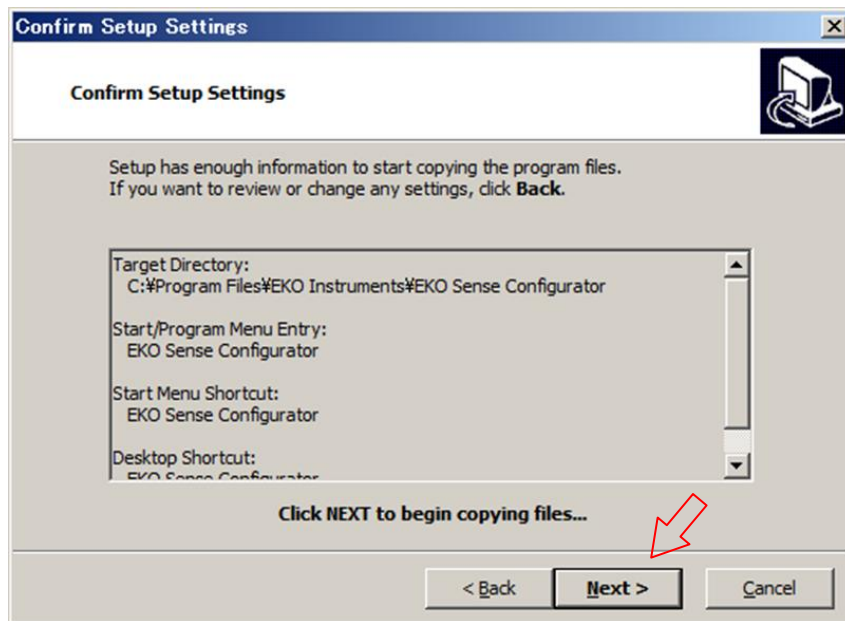 Confirm Setup Settings
Confirm Setup Settings
Setup has enough information to start copying the program files.
If you want to review or change any settings, click Back.
Target Directory:
C:¥Program Files¥EKO Instruments¥EKO Sense Configurator
Start/Program Menu Entry:
EKO Sense Configurator
Start Menu Shortcut:
EKO Sense Configurator
Desktop Shortcut:
EKO Sense Configurator
Click NEXT to begin copying files...
< Back
Next >
Cancel